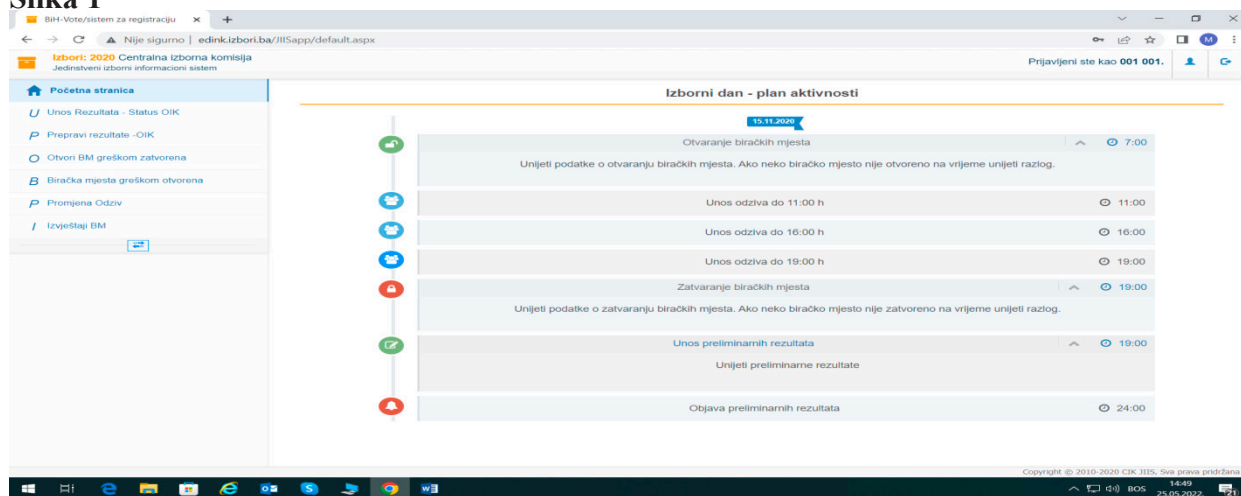 Slika 1
BiH-Vote/sistem za registraciju
Nije sigurno | edink.izbori.ba/JIISapp/default.aspx
M
Izbori: 2020 Centralna izborna komisija
Jedinstveni izborni informacioni sistem
Prijavljeni ste kao 001 001.
Početna stranica
U Unos Rezultata - Status OIK
P Prepravi rezultate -OIK
O Otvori BM greškom zatvorena
B Biračka mjesta greškom otvorena
P Promjena Odziv
I Izvještaji BM
Izborni dan - plan aktivnosti
15.11.2020
Otvaranje biračkih mjesta 7:00
Unijeti podatke o otvaranju biračkih mjesta. Ako neko biračko mjesto nije otvoreno na vrijeme unijeti razlog.
Unos odziva do 11:00 h 11:00
Unos odziva do 16:00 h 16:00
Unos odziva do 19:00 h 19:00
Zatvaranje biračkih mjesta 19:00
Unijeti podatke o zatvaranju biračkih mjesta. Ako neko biračko mjesto nije zatvoreno na vrijeme unijeti razlog.
Unos preliminarnih rezultata 19:00
Unijeti preliminarne rezultate
Objava preliminarnih rezultata 24:00
Copyright © 2010-2020 CIK JIIS, Sva prava pridržana
BOS
14:49
25.05.2022.
21